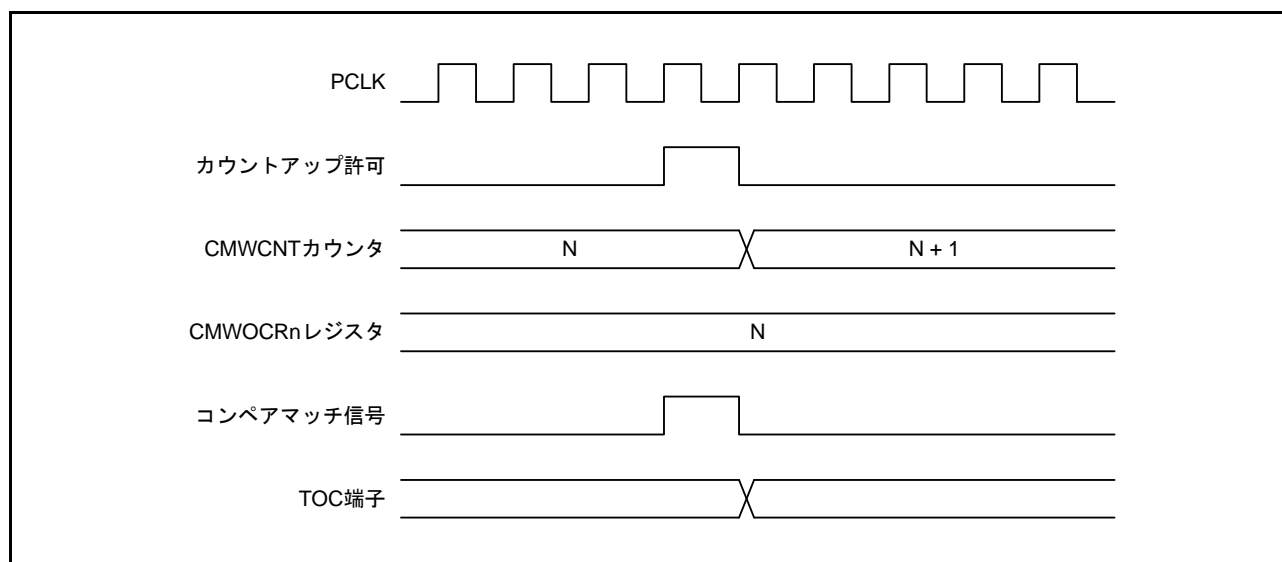 PCLK
カウントアップ許可
CMWCNTカウンタ
N
N + 1
CMWOCRnレジスタ
N
コンペアマッチ信号
TOC端子